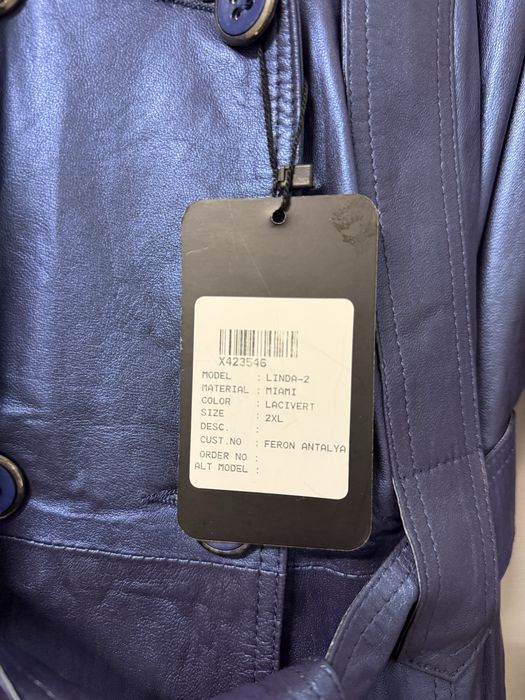 X423546
MODEL : LINDA-2
MATERIAL : MIAMI
COLOR : LACIVERT
SIZE : 2XL
DESC. :
CUST.NO : FERON ANTALYA
ORDER NO :
ALT MODEL :